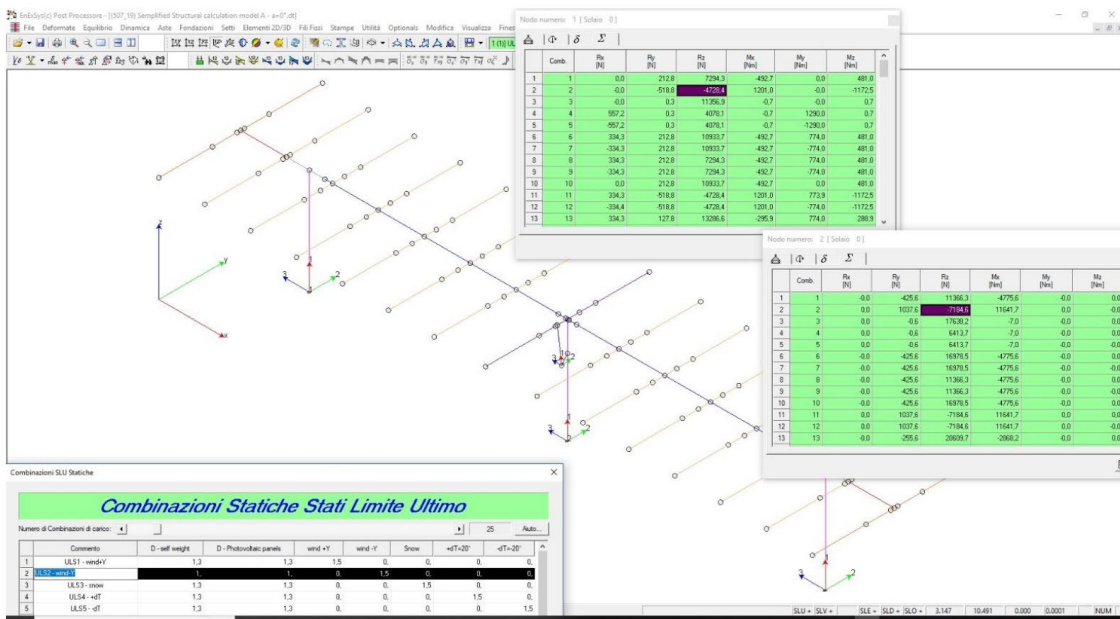 EnExSys(c) Post Processore - [(507_19) Semplified Structural calculation model A - a=0°.dt]
File Deformata Equilibrio Dinamica Aste Fondazioni Setti Elementi 2D/3D Fili Fissi Stampe Utilità Optionals Modifica Visualizza
Nodo numero: 1 [ Solaio 0 ]
Comb. Rx [N] Ry [N] Rz [N] Mx [Nm] My [Nm] Mz [Nm]
1 1 0,0 212,8 7294,3 -492,7 0,0 481,0
2 2 -0,0 -518,8 -4728,4 1201,0 -0,0 -1172,5
3 3 -0,0 0,3 11356,9 -0,7 -0,0 0,7
4 4 557,2 0,3 4078,1 -0,7 1290,0 0,7
5 5 -557,2 0,3 4078,1 -0,7 -1290,0 0,7
6 6 334,3 212,8 10933,7 -492,7 774,0 481,0
7 7 -334,3 212,8 10933,7 -492,7 -774,0 481,0
8 8 334,3 212,8 7294,3 -492,7 774,0 481,0
9 9 -334,3 212,8 7294,3 -492,7 -774,0 481,0
10 10 0,0 212,8 10933,7 -492,7 0,0 481,0
11 11 334,3 -518,8 -4728,4 1201,0 773,9 -1172,5
12 12 -334,4 -518,8 -4728,4 1201,0 -774,0 -1172,5
13 13 334,3 127,8 13286,6 -295,9 774,0 288,9
z
y
x
3 1 2
Nodo numero: 2 [ Solaio 0 ]
Comb. Rx [N] Ry [N] Rz [N] Mx [Nm] My [Nm] Mz [Nm]
1 1 -0,0 -425,6 11366,3 -4775,6 -0,0
2 2 0,0 1037,6 -7184,6 11641,7 -0,0
3 3 0,0 -0,6 17638,2 -7,0 -0,0
4 4 0,0 -0,6 6413,7 -7,0 -0,0
5 5 0,0 -0,6 6413,7 -7,0 -0,0
6 6 -0,0 -425,6 16978,5 -4775,6 -0,0
7 7 -0,0 -425,6 16978,5 -4775,6 -0,0
8 8 -0,0 -425,6 11366,3 -4775,6 -0,0
9 9 -0,0 -425,6 11366,3 -4775,6 -0,0
10 10 -0,0 -425,6 16978,5 -4775,6 -0,0
11 11 0,0 1037,6 -7184,6 11641,7 0,0
12 12 0,0 1037,6 -7184,6 11641,7 -0,0
13 13 -0,0 -255,6 20609,7 -2868,2 -0,0
Combinazioni SLU Statiche
Combinazioni Statiche Stati Limite Ultimo
Numero di Combinazioni di carico: 25 Auto...
Commento D - self weight D - Photovoltaic panels wind +Y wind -Y Snow +dT=20° -dT=-20°
1 ULS1 - wind+Y 1,3 1,3 1,5 0, 0, 0, 0,
2 ULS2 - wind-Y 1, 1, 0, 1,5 0, 0, 0,
3 ULS3 - snow 1,3 1,3 0, 0, 1,5 0, 0,
4 ULS4 - +dT 1,3 1,3 0, 0, 0, 1,5 0,
5 ULS5 - -dT 1,3 1,3 0, 0, 0, 0, 1,5
SLU + SLV + SLE + SLD + SLO + 3.147 10.491 0.000 0.0001 NUM